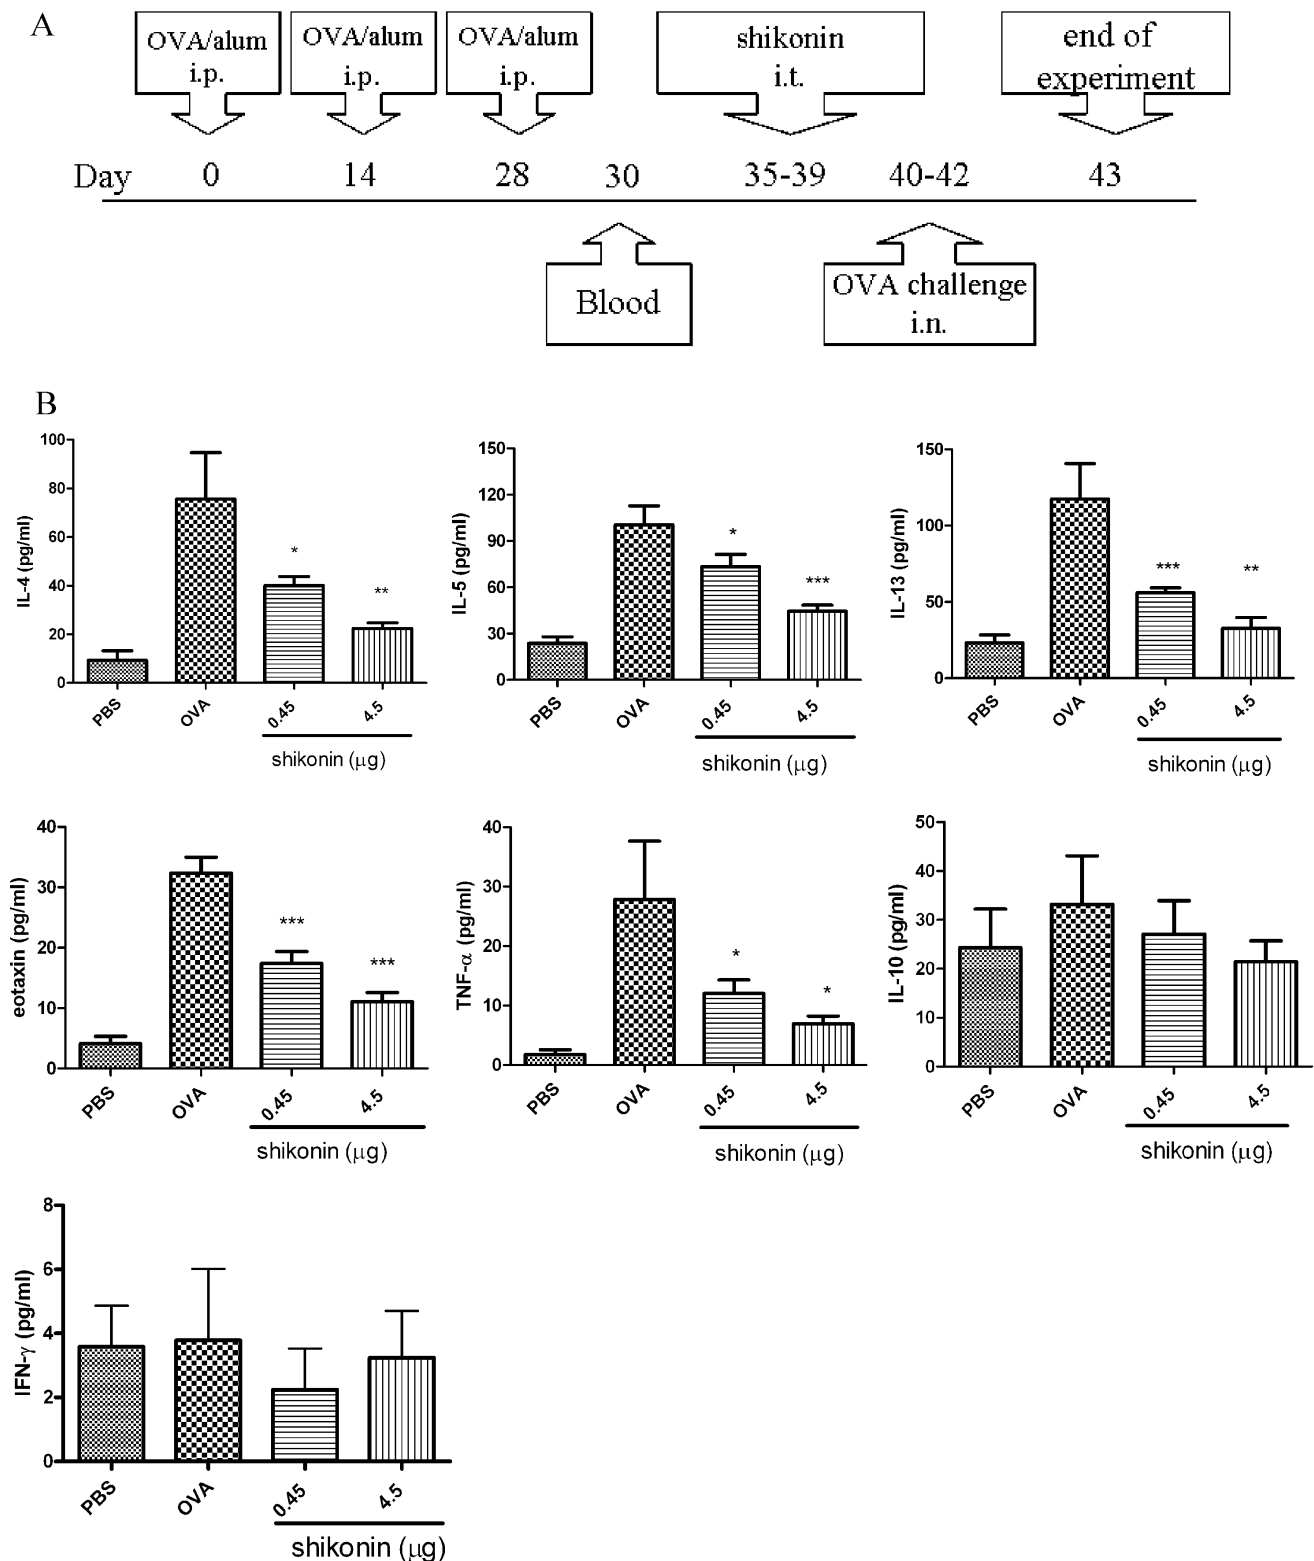 A
OVA/alum
i.p.
OVA/alum
i.p.
OVA/alum
i.p.
shikonin
i.t.
end of
experiment
Day 0 14 28 30 35-39 40-42 43
Blood
OVA challenge
i.n.
B
IL-4 (pg/ml)
100
80
60
40
20
0
*
**
PBS OVA 0.45 4.5
shikonin (μg)
IL-5 (pg/ml)
150
120
90
60
30
0
*
***
PBS OVA 0.45 4.5
shikonin (μg)
IL-13 (pg/ml)
150
100
50
0
***
**
PBS OVA 0.45 4.5
shikonin (μg)
eotaxin (pg/ml)
40
30
20
10
0
***
***
PBS OVA 0.45 4.5
shikonin (μg)
TNF-α (pg/ml)
40
30
20
10
0
*
*
PBS OVA 0.45 4.5
shikonin (μg)
IL-10 (pg/ml)
50
40
30
20
10
0
PBS OVA 0.45 4.5
shikonin (μg)
IFN-γ (pg/ml)
8
6
4
2
0
PBS OVA 0.45 4.5
shikonin (μg)